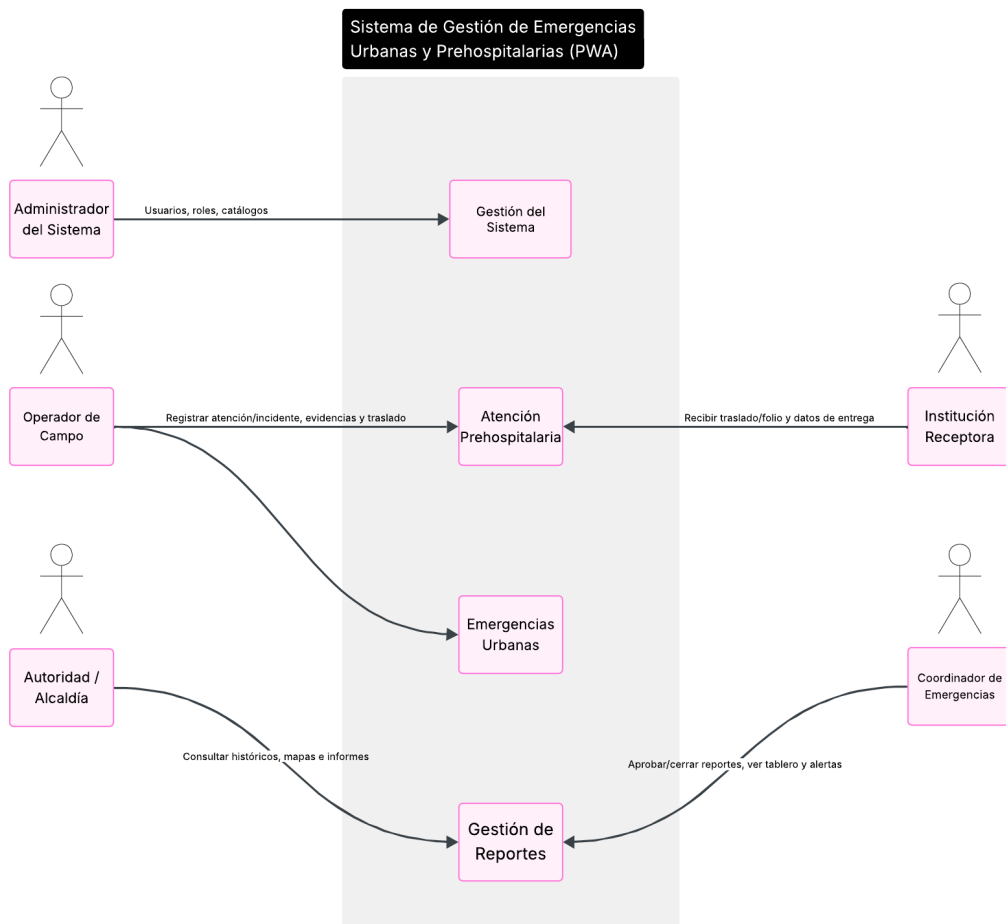 Sistema de Gestión de Emergencias
Urbanas y Prehospitalarias (PWA)
Administrador
del Sistema
Usuarios, roles, catálogos
Gestión del
Sistema
Operador de
Campo
Registrar atención/incidente, evidencias y traslado
Atención
Prehospitalaria
Recibir traslado/folio y datos de entrega
Institución
Receptora
Emergencias
Urbanas
Autoridad /
Alcaldía
Coordinador de
Emergencias
Consultar históricos, mapas e informes
Aprobar/cerrar reportes, ver tablero y alertas
Gestión de
Reportes